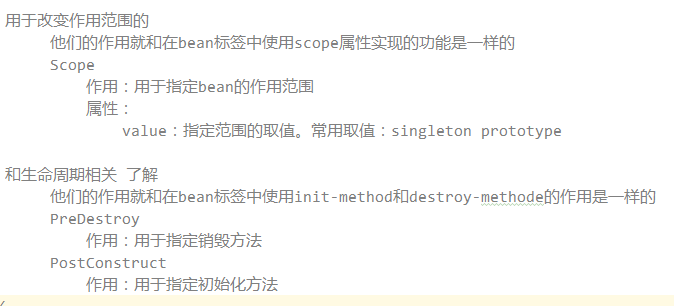 用于改变作用范围的
他们的作用就和在bean标签中使用scope属性实现的功能是一样的
Scope
作用：用于指定bean的作用范围
属性：
value：指定范围的取值。常用取值：singleton prototype
和生命周期相关 了解
他们的作用就和在bean标签中使用init-method和destroy-methode的作用是一样的
PreDestroy
作用：用于指定销毁方法
PostConstruct
作用：用于指定初始化方法